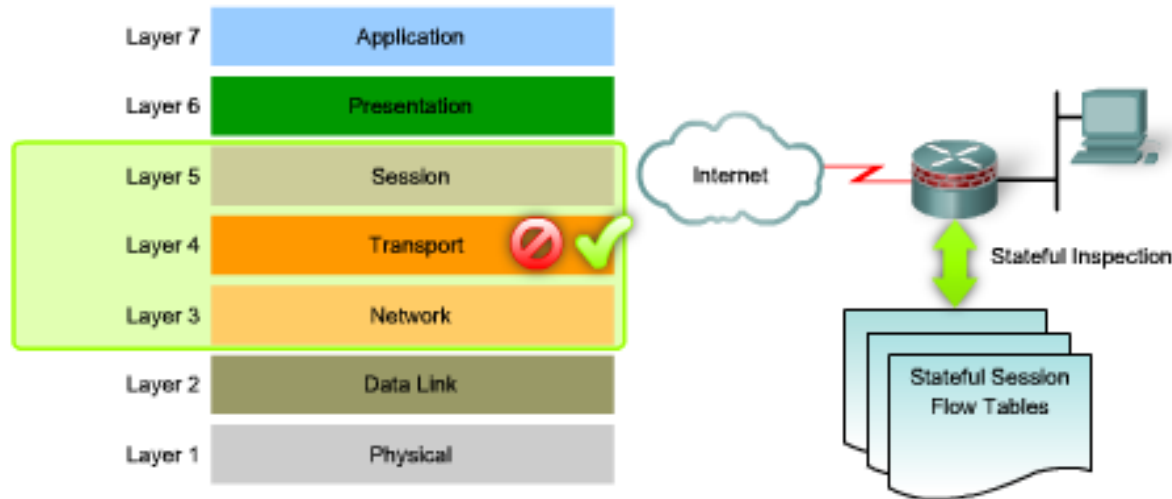 Layer 7 Application
Layer 6 Presentation
Layer 5 Session
Layer 4 Transport
Layer 3 Network
Layer 2 Data Link
Layer 1 Physical
Internet
Stateful Inspection
Stateful Session
Flow Tables